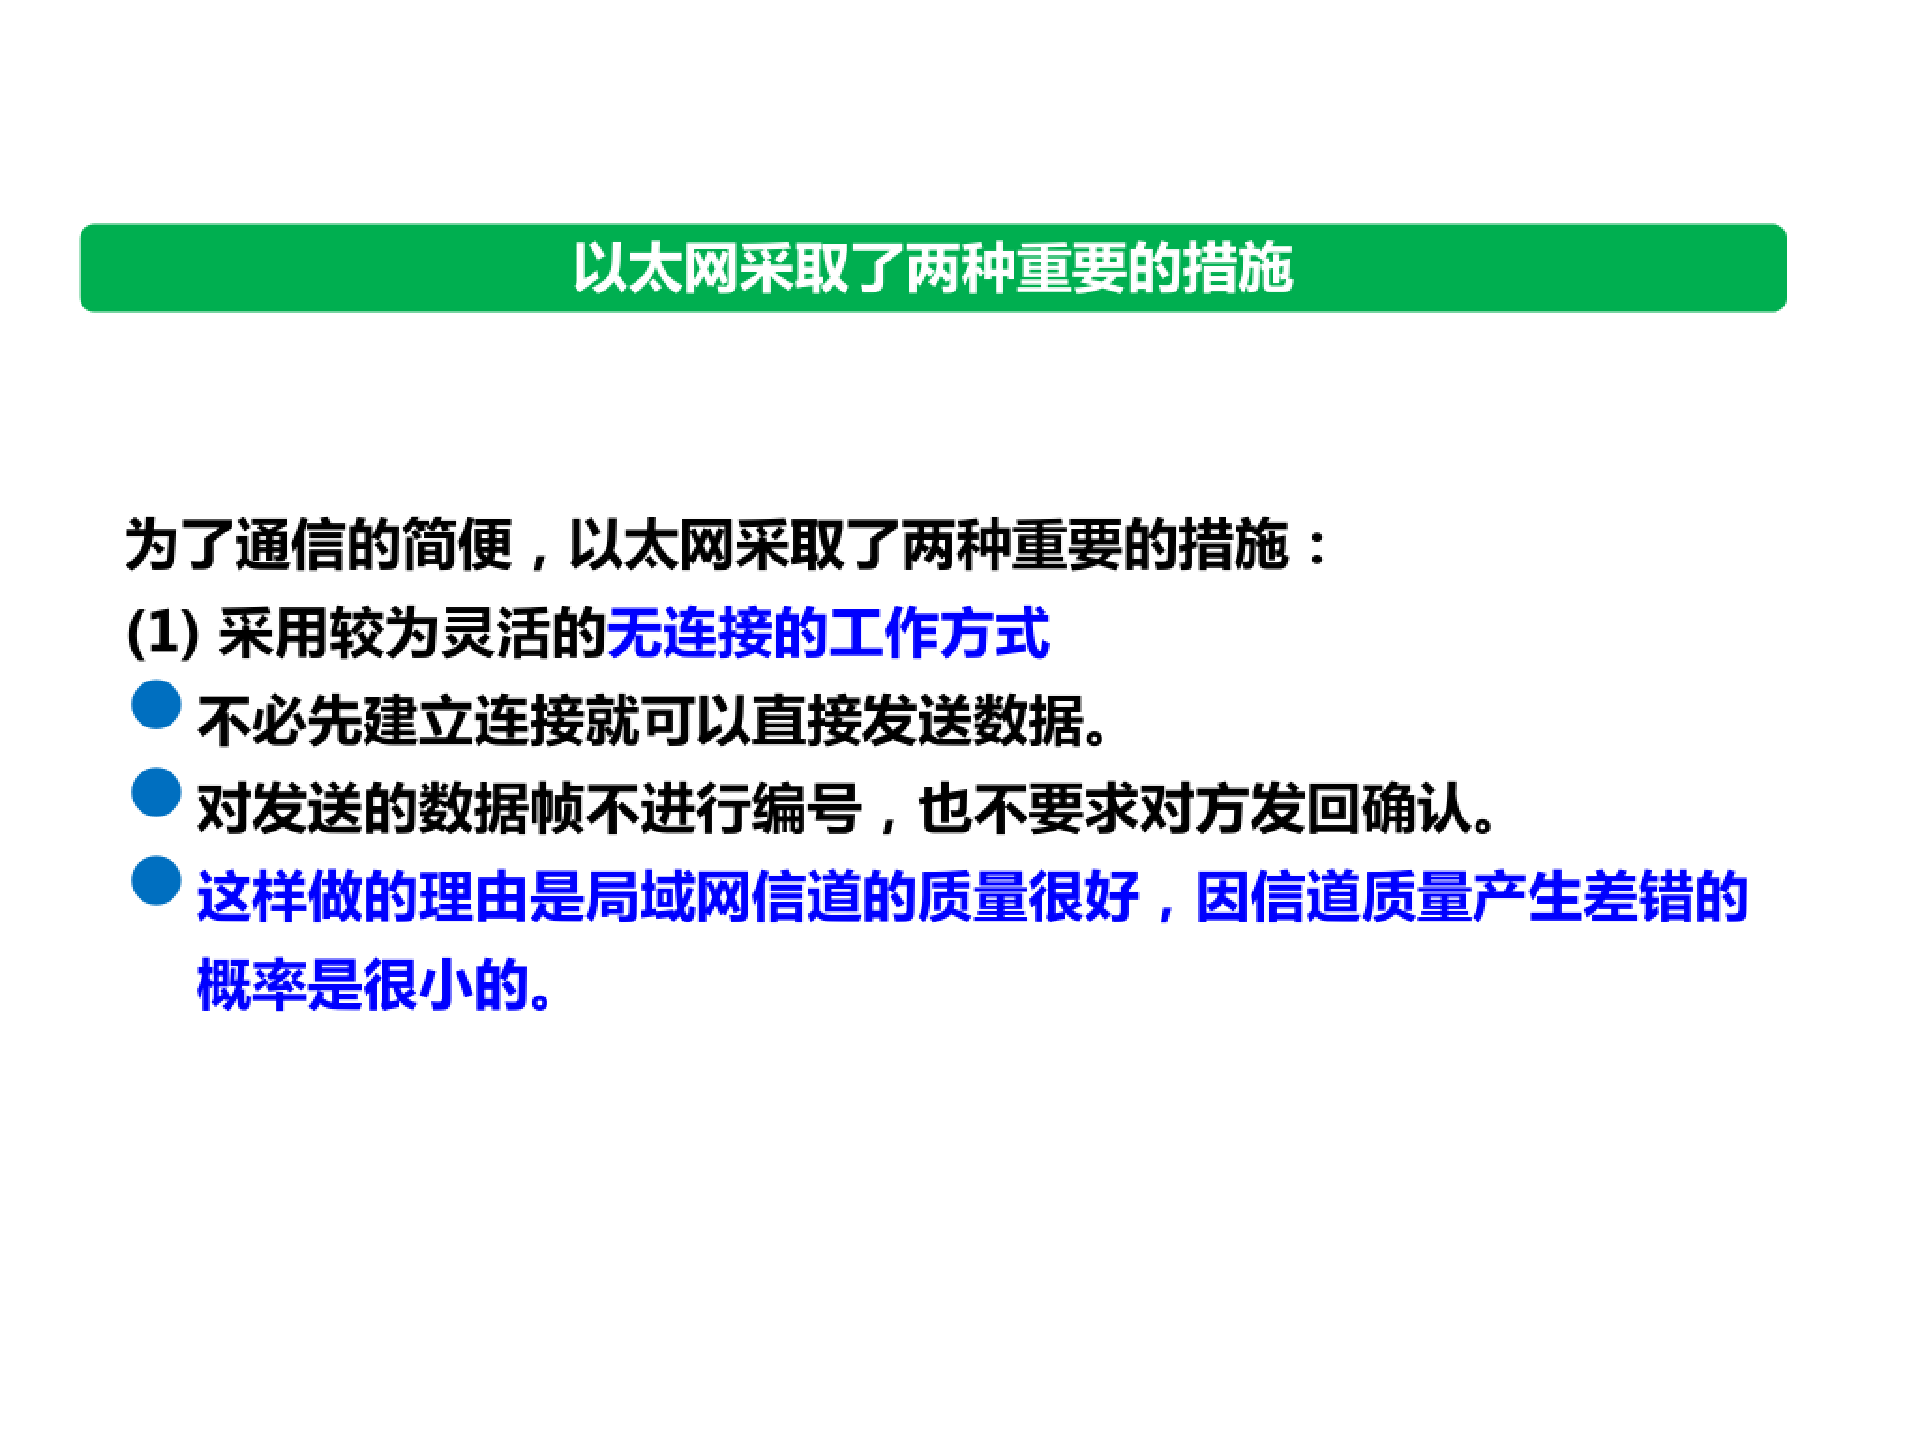 以太网采取了两种重要的措施
为了通信的简便，以太网采取了两种重要的措施：
(1) 采用较为灵活的无连接的工作方式
不必先建立连接就可以直接发送数据。
对发送的数据帧不进行编号，也不要求对方发回确认。
这样做的理由是局域网信道的质量很好，因信道质量产生差错的
概率是很小的。